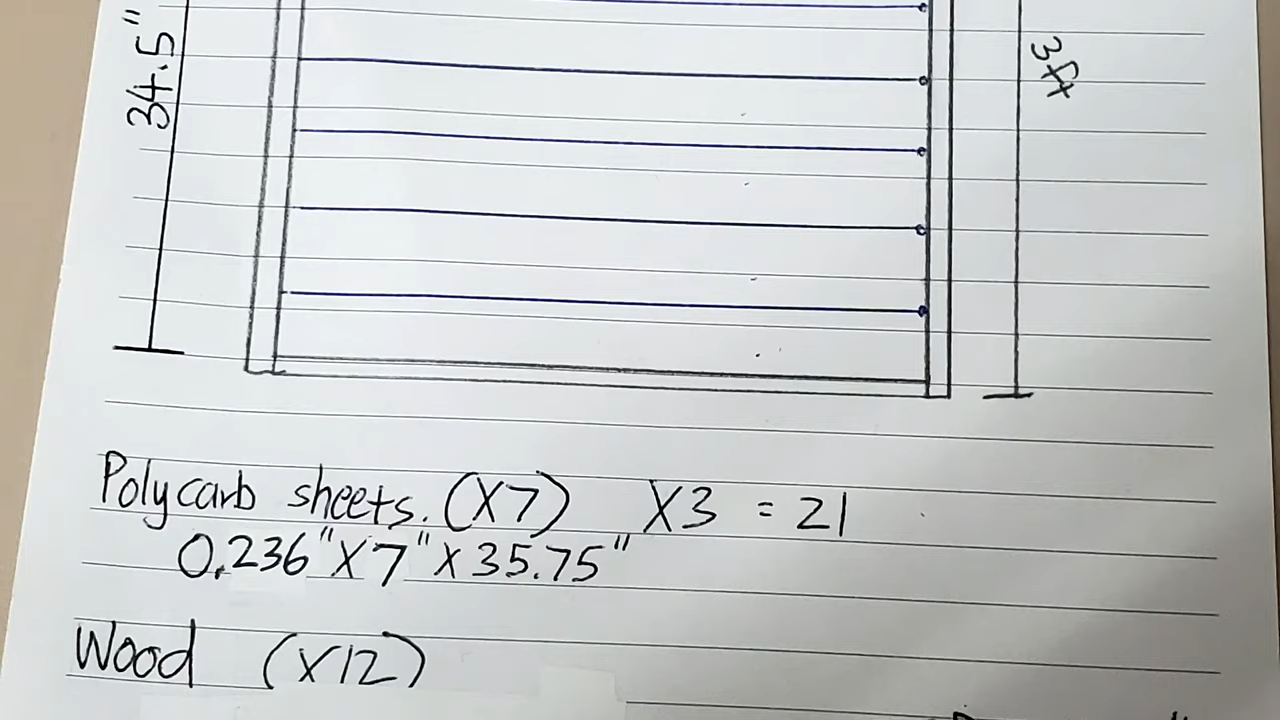 34.5"
3ft
Polycarb sheets. (X7) X3 = 21
0.236" X 7" X 35.75"
Wood (X12)